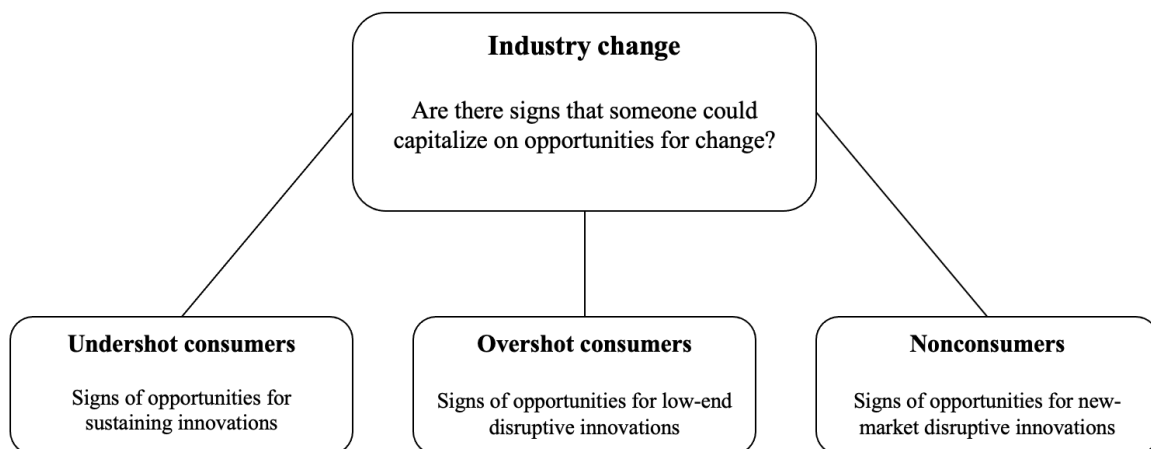 Industry change
Are there signs that someone could
capitalize on opportunities for change?
Undershot consumers
Signs of opportunities for
sustaining innovations
Overshot consumers
Signs of opportunities for low-end
disruptive innovations
Nonconsumers
Signs of opportunities for new-
market disruptive innovations